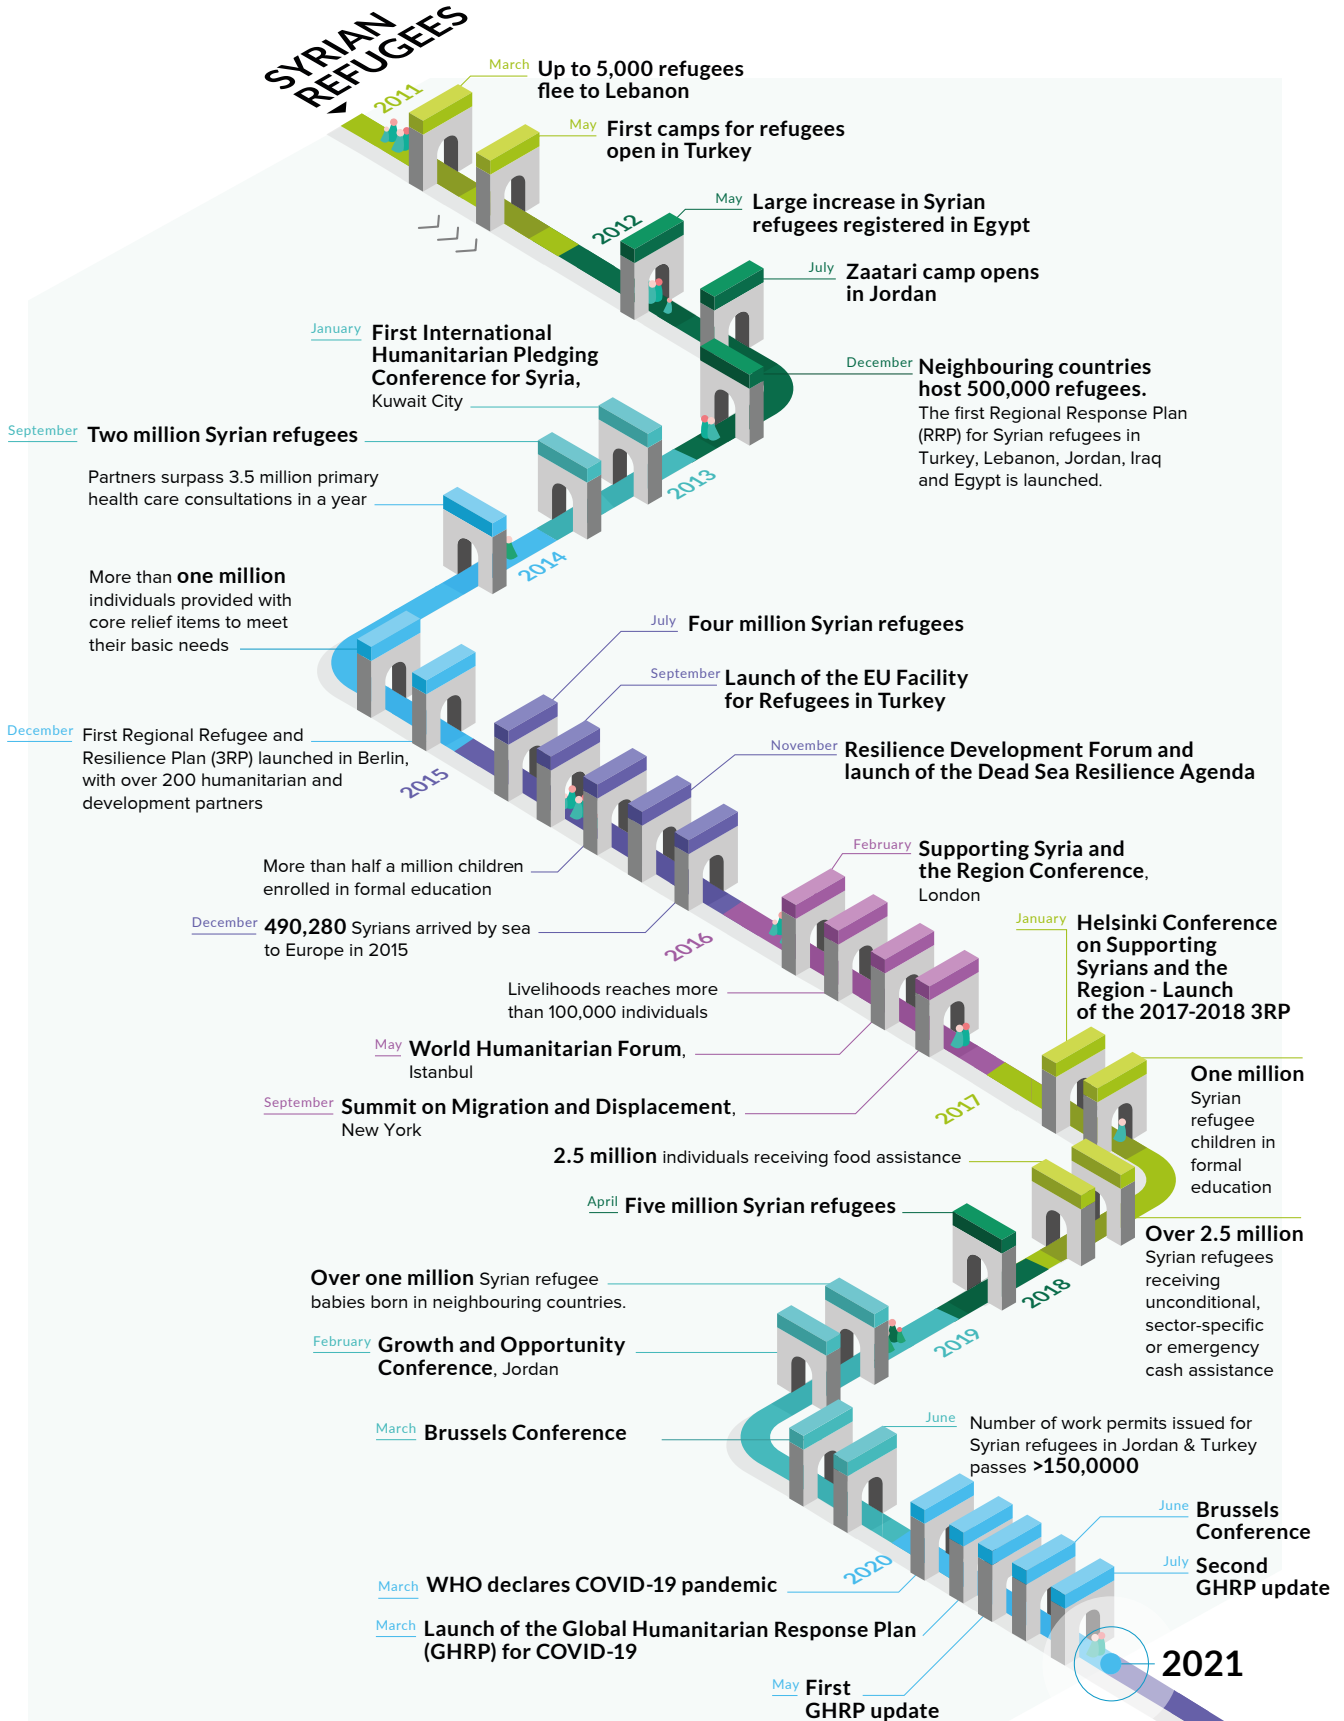 SYRIAN
REFUGEES
2011
March
Up to 5,000 refugees
flee to Lebanon
May
First camps for refugees
open in Turkey
2012
May
Large increase in Syrian
refugees registered in Egypt
July
Zaatari camp opens
in Jordan
December
Neighbouring countries
host 500,000 refugees.
The first Regional Response Plan
(RRP) for Syrian refugees in
Turkey, Lebanon, Jordan, Iraq
and Egypt is launched.
2013
January
First International
Humanitarian Pledging
Conference for Syria,
Kuwait City
September
Two million Syrian refugees
Partners surpass 3.5 million primary
health care consultations in a year
2014
More than one million
individuals provided with
core relief items to meet
their basic needs
December
First Regional Refugee and
Resilience Plan (3RP) launched in Berlin,
with over 200 humanitarian and
development partners
2015
July
Four million Syrian refugees
September
Launch of the EU Facility
for Refugees in Turkey
November
Resilience Development Forum and
launch of the Dead Sea Resilience Agenda
More than half a million children
enrolled in formal education
December
490,280 Syrians arrived by sea
to Europe in 2015
2016
February
Supporting Syria and
the Region Conference,
London
Livelihoods reaches more
than 100,000 individuals
May
World Humanitarian Forum,
Istanbul
September
Summit on Migration and Displacement,
New York
2017
January
Helsinki Conference
on Supporting
Syrians and the
Region - Launch
of the 2017-2018 3RP
One million
Syrian
refugee
children in
formal
education
2.5 million individuals receiving food assistance
Over 2.5 million
Syrian refugees
receiving
unconditional,
sector-specific
or emergency
cash assistance
2018
April
Five million Syrian refugees
2019
Over one million Syrian refugee
babies born in neighbouring countries.
February
Growth and Opportunity
Conference, Jordan
March
Brussels Conference
June
Number of work permits issued for
Syrian refugees in Jordan & Turkey
passes >150,0000
2020
March
WHO declares COVID-19 pandemic
March
Launch of the Global Humanitarian Response Plan
(GHRP) for COVID-19
May
First
GHRP update
June
Brussels
Conference
July
Second
GHRP update
2021